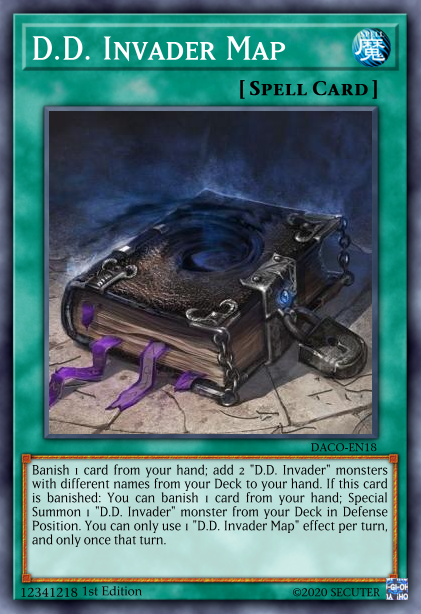 D.D. Invader Map
魔
[Spell Card]
DACO-EN18
Banish 1 card from your hand; add 2 "D.D. Invader" monsters
with different names from your Deck to your hand. If this card
is banished: You can banish 1 card from your hand; Special
Summon 1 "D.D. Invader" monster from your Deck in Defense
Position. You can only use 1 "D.D. Invader Map" effect per turn,
and only once that turn.
12341218 1st Edition
©2020 SECUTER